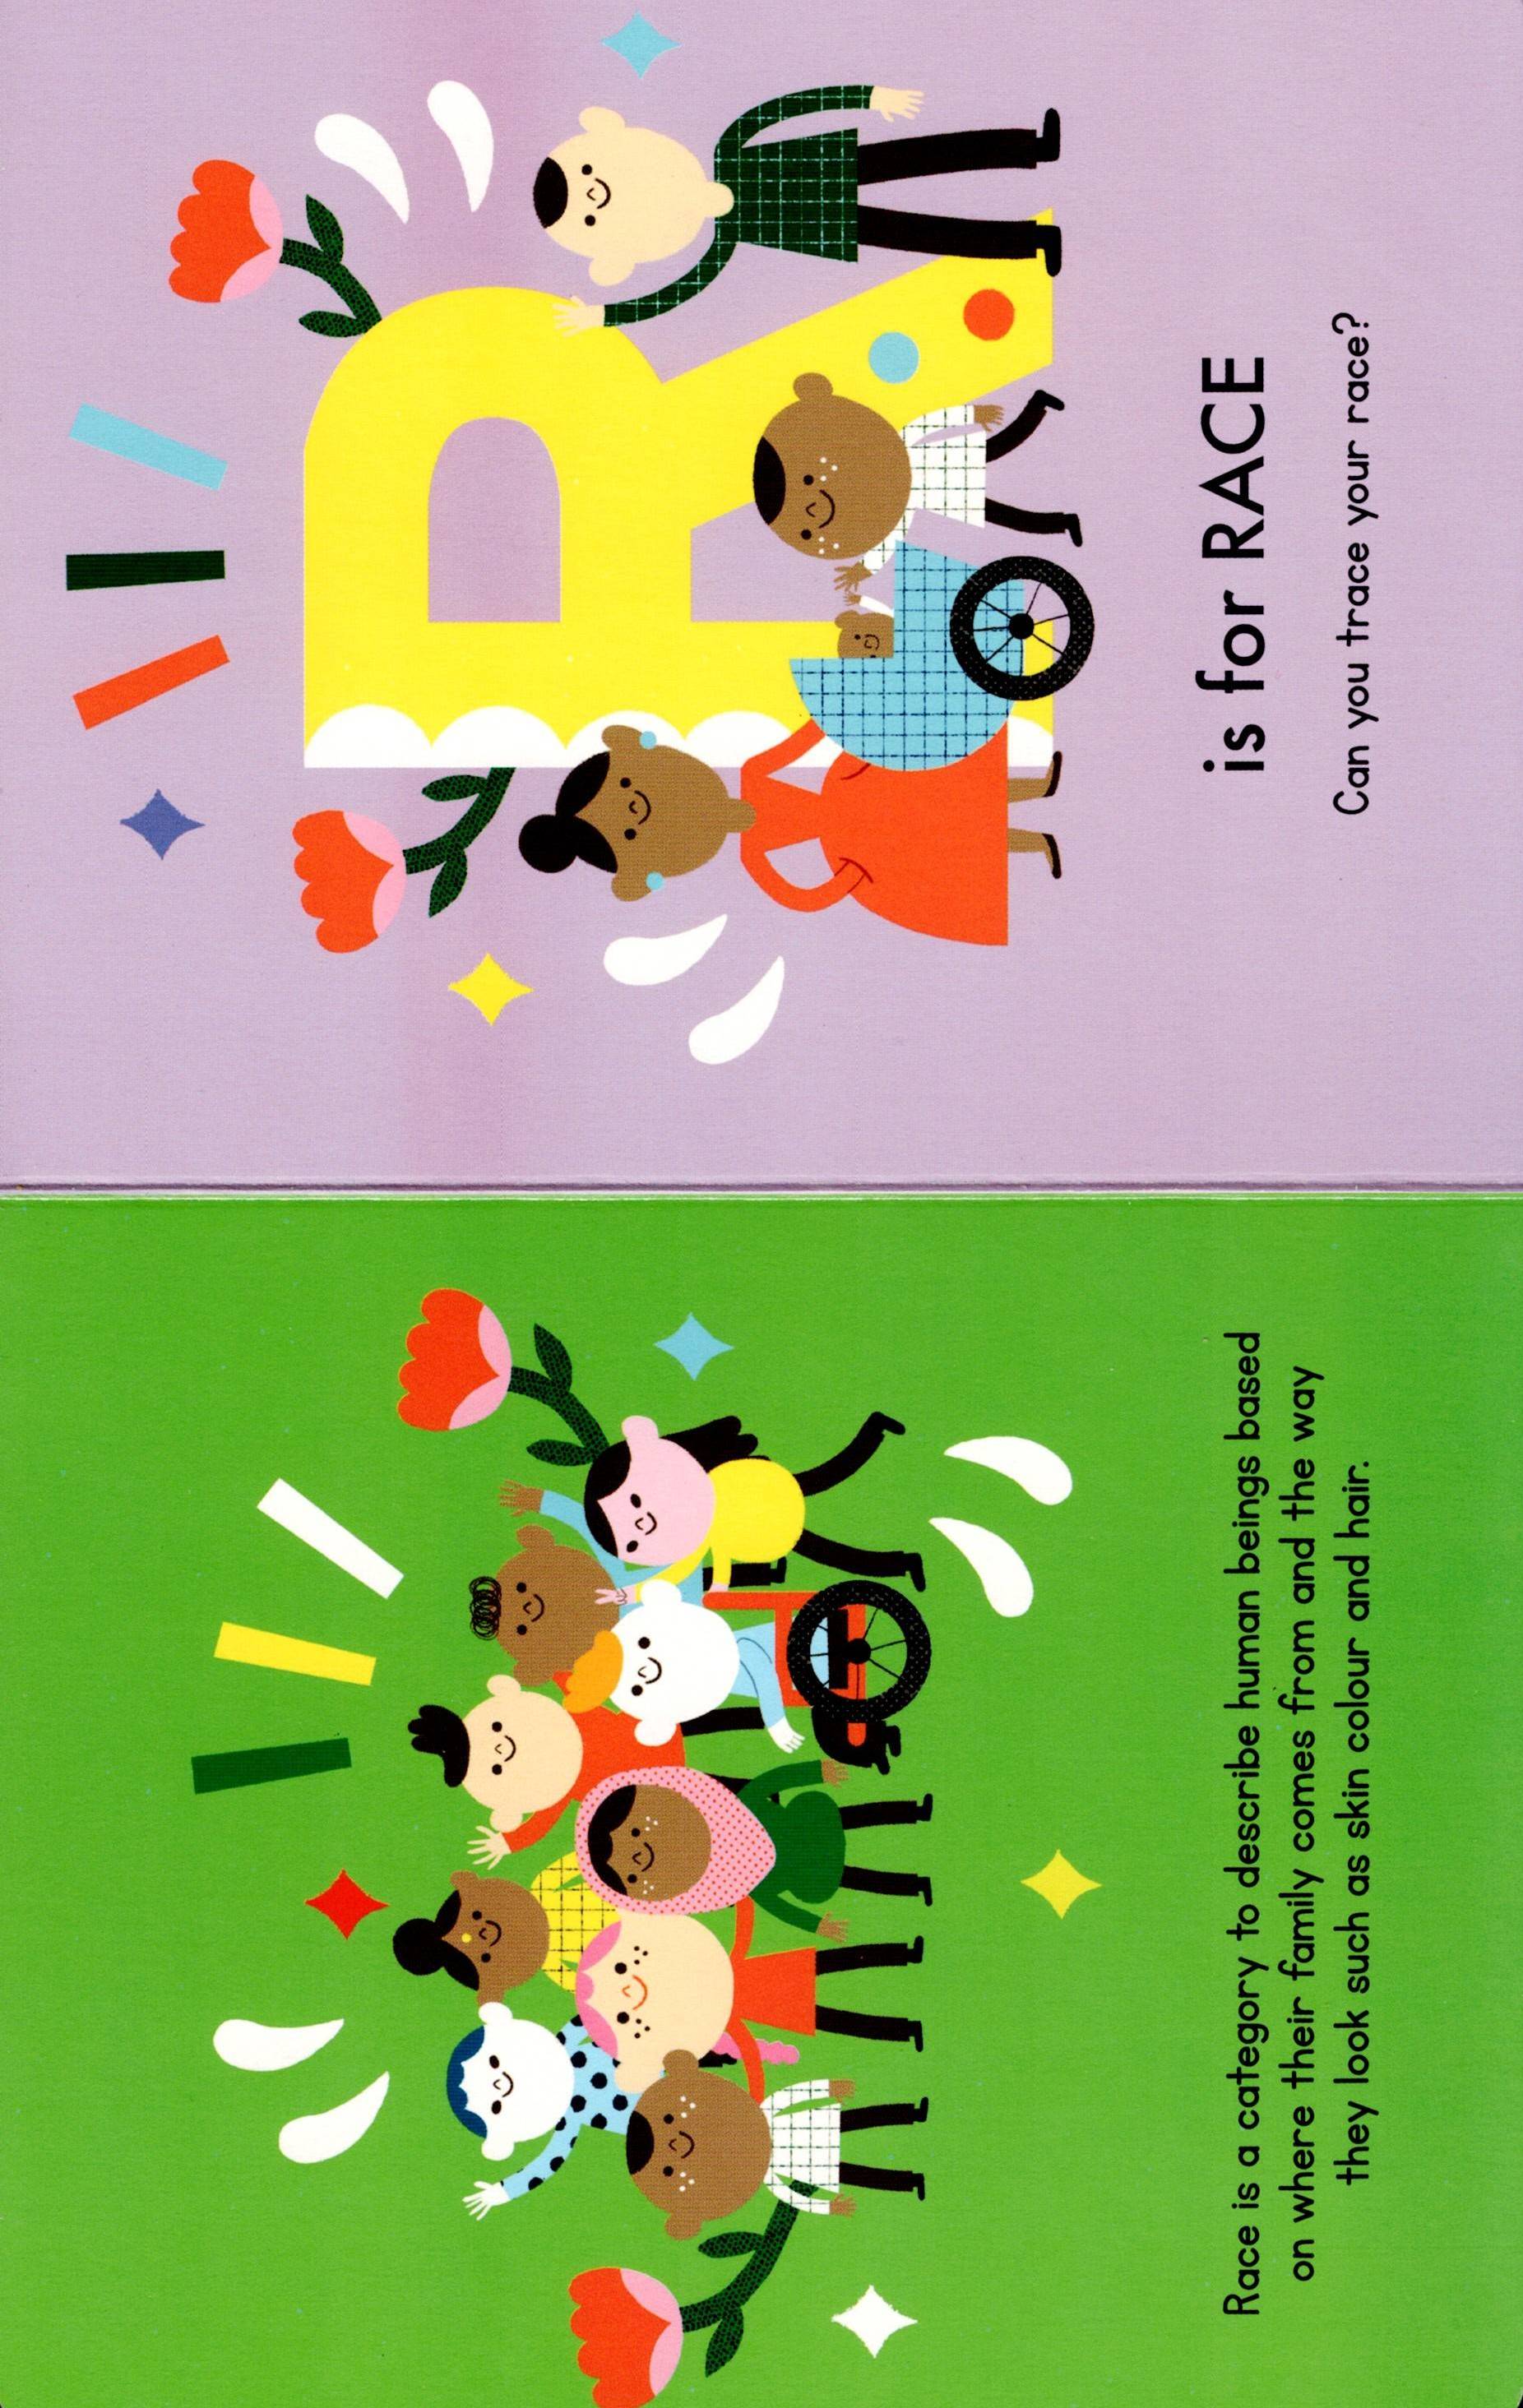 Race is a category to describe human beings based
on where their family comes from and the way
they look such as skin colour and hair.
R
is for RACE
Can you trace your race?